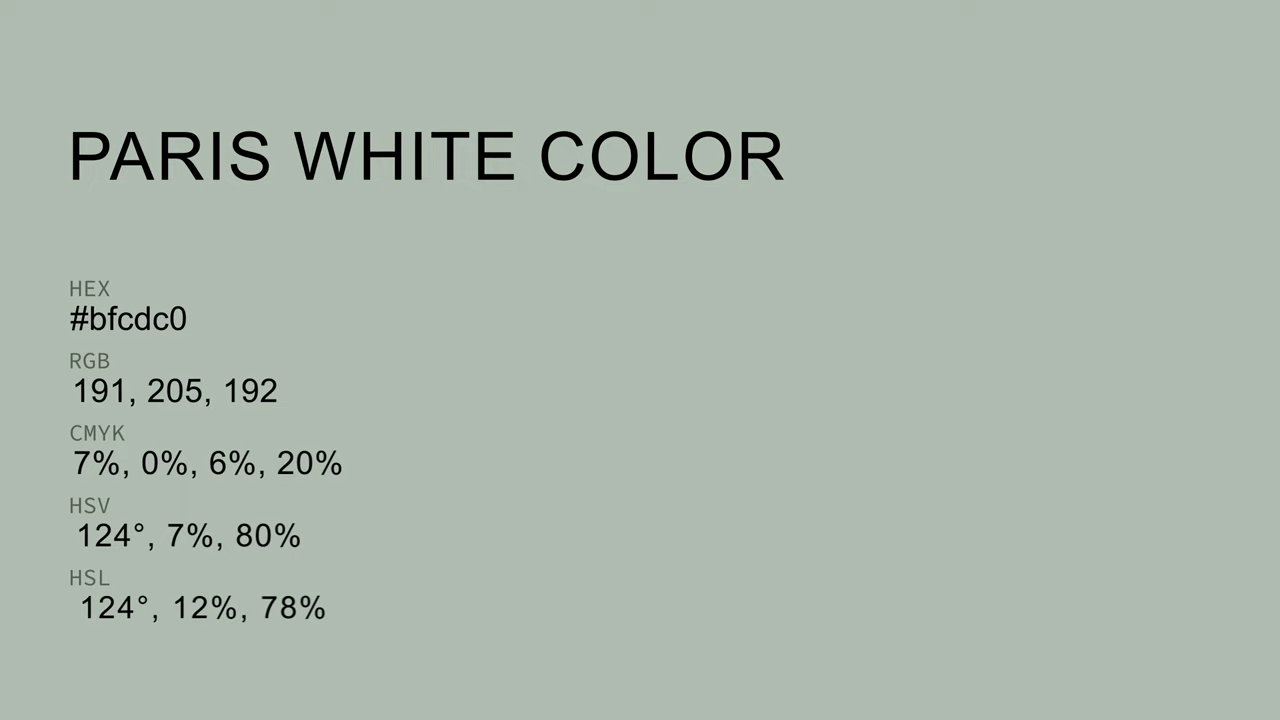 PARIS WHITE COLOR
HEX
#bfcdc0
RGB
191, 205, 192
CMYK
7%, 0%, 6%, 20%
HSV
124°, 7%, 80%
HSL
124°, 12%, 78%